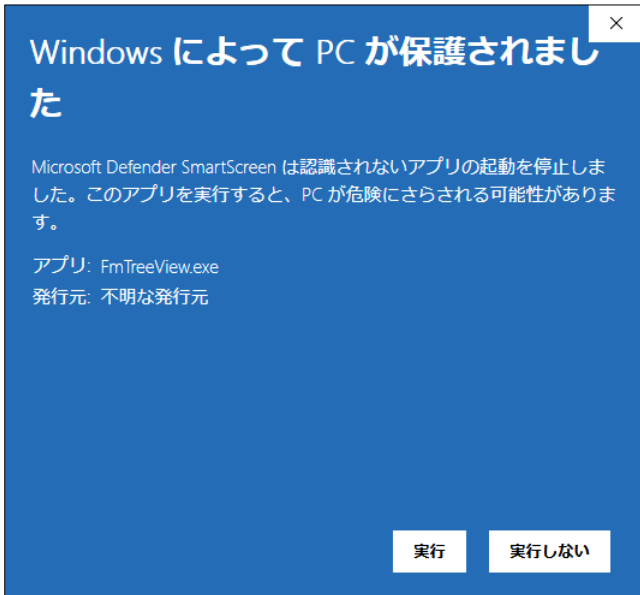 Windows によって PC が保護されまし
た
Microsoft Defender SmartScreen は認識されないアプリの起動を停止しま
した。このアプリを実行すると、PC が危険にさらされる可能性がありま
す。
アプリ: FmTreeView.exe
発行元: 不明な発行元
実行 実行しない